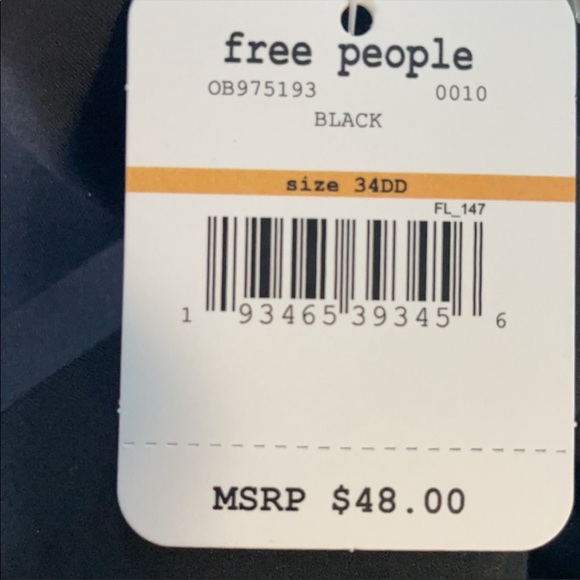 free people
OB975193 0010
BLACK
size 34DD
FL_147
1 93465 39345 6
MSRP $48.00